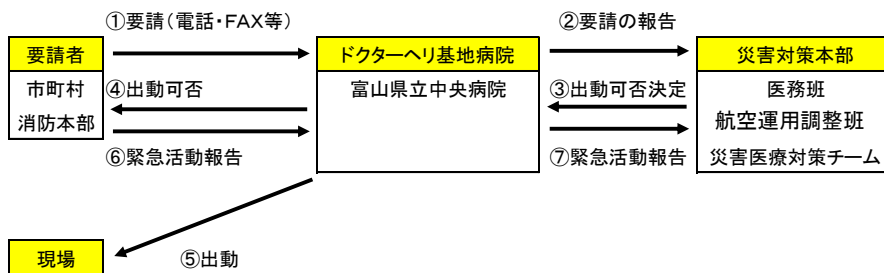 ①要請(電話・FAX等)
②要請の報告
要請者
ドクターヘリ基地病院
災害対策本部
市町村
④出動可否
富山県立中央病院
③出動可否決定
医務班
消防本部
航空運用調整班
⑥緊急活動報告
⑦緊急活動報告
災害医療対策チーム
現場
⑤出動